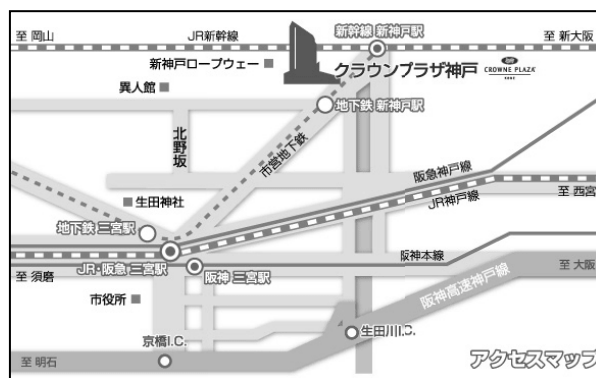 新幹線 新神戸駅
至 岡山
JR新幹線
至 新大阪
新神戸ロープウェー
クラウンプラザ神戸
CROWNE PLAZA
異人館
地下鉄 新神戸駅
北野坂
市営地下鉄
阪急神戸線
JR神戸線
至 西宮
生田神社
地下鉄 三宮駅
JR・阪急 三宮駅
阪神 三宮駅
阪神本線
至 須磨
至 大阪
阪神高速神戸線
市役所
京橋I.C.
生田川I.C.
至 明石
アクセスマップ